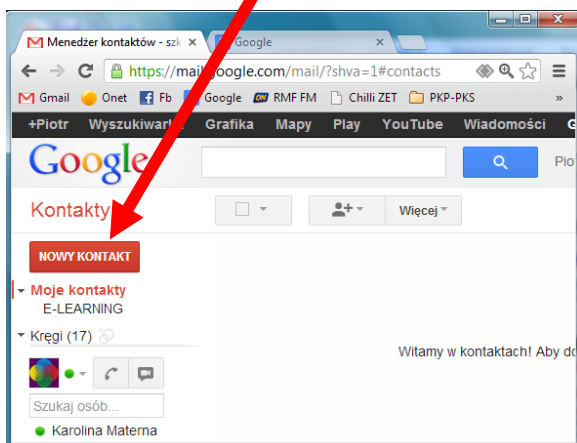 Menedżer kontaktów - szk
Google
https://mail.google.com/mail/?shva=1#contacts
Gmail Onet Fb Google RMF FM Chilli ZET PKP-PKS »
+Piotr Wyszukiwarka Grafika Mapy Play YouTube Wiadomości G
Google Pio
Kontakty Więcej
NOWY KONTAKT
Moje kontakty
E-LEARNING
Kręgi (17)
Witamy w kontaktach! Aby do
Szukaj osób...
Karolina Materna